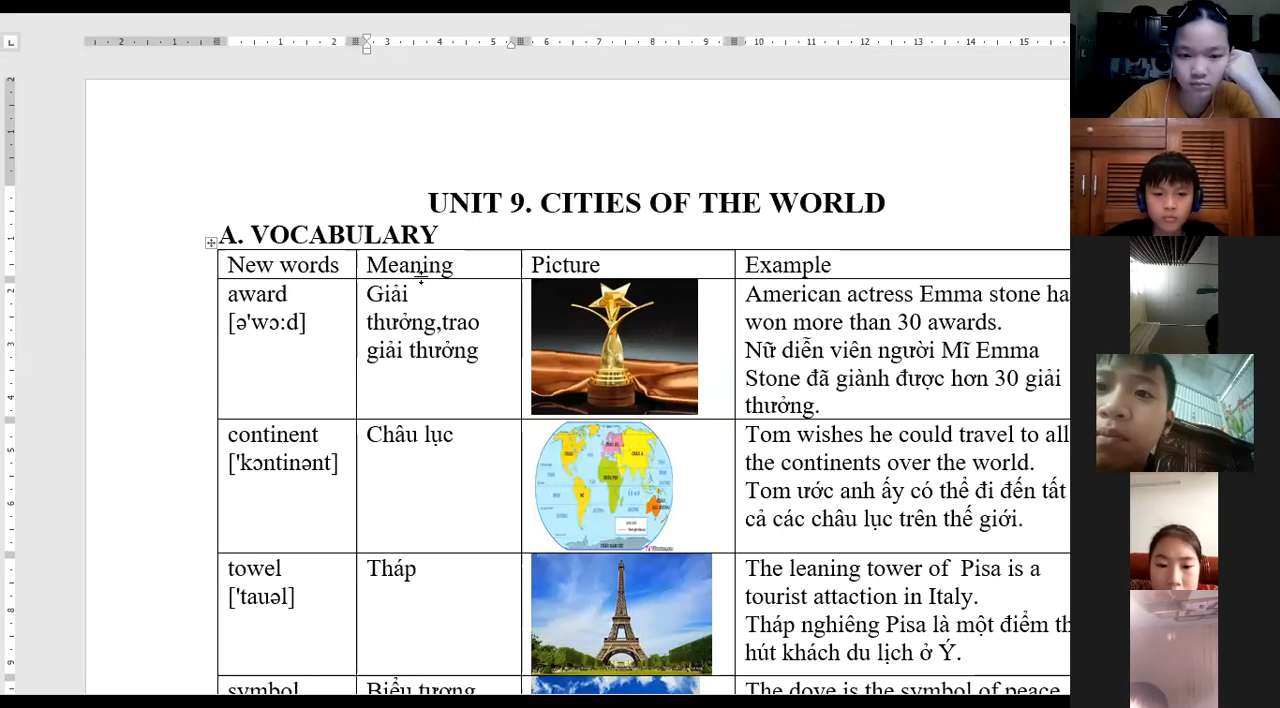 UNIT 9. CITIES OF THE WORLD
A. VOCABULARY
New words Meaning Picture Example
award
[ə'wɔ:d]
Giải
thưởng,trao
giải thưởng
American actress Emma stone ha
won more than 30 awards.
Nữ diễn viên người Mĩ Emma
Stone đã giành được hơn 30 giải
thưởng.
continent
['kɔntinənt]
Châu lục
Tom wishes he could travel to all
the continents over the world.
Tom ước anh ấy có thể đi đến tất
cả các châu lục trên thế giới.
towel
['tauəl]
Tháp
The leaning tower of Pisa is a
tourist attaction in Italy.
Tháp nghiêng Pisa là một điểm th
hút khách du lịch ở Ý.
symbol
Biểu tượng
The dove is the symbol of peace